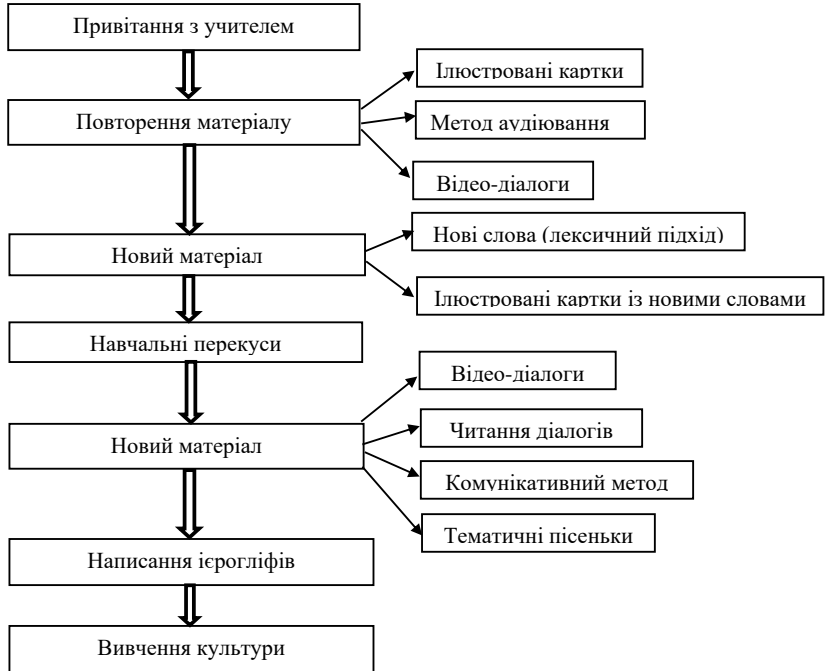 Привітання з учителем
Повторення матеріалу
Ілюстровані картки
Метод аудіювання
Відео-діалоги
Новий матеріал
Нові слова (лексичний підхід)
Ілюстровані картки із новими словами
Навчальні перекуси
Новий матеріал
Відео-діалоги
Читання діалогів
Комунікативний метод
Тематичні пісеньки
Написання ієрогліфів
Вивчення культури